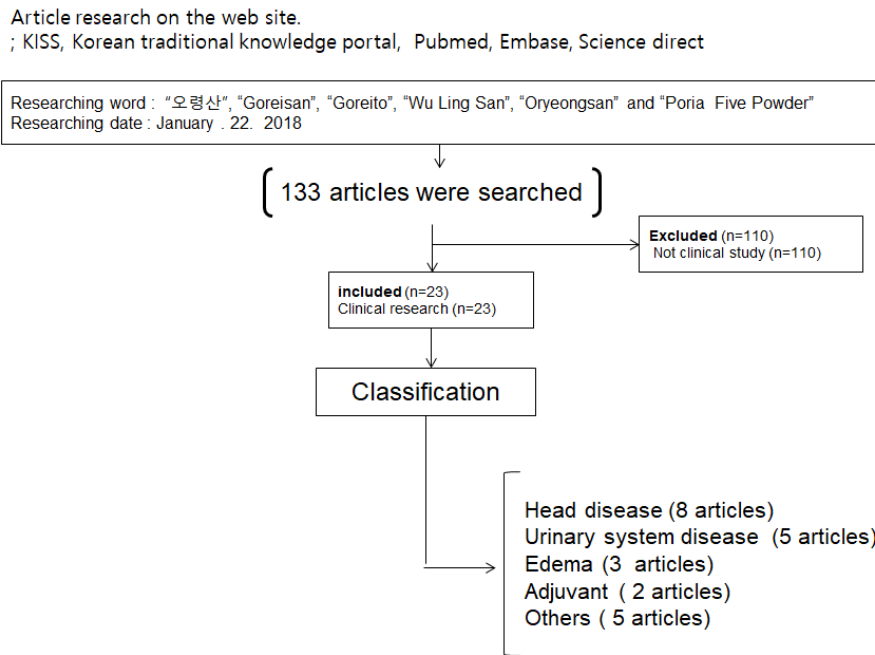 Article research on the web site.
; KISS, Korean traditional knowledge portal, Pubmed, Embase, Science direct
Researching word : “오령산”, “Goreisan”, “Goreito”, “Wu Ling San”, “Oryeongsan” and “Poria Five Powder”
Researching date : January . 22. 2018
133 articles were searched
Excluded (n=110)
Not clinical study (n=110)
included (n=23)
Clinical research (n=23)
Classification
Head disease (8 articles)
Urinary system disease (5 articles)
Edema (3 articles)
Adjuvant ( 2 articles)
Others ( 5 articles)